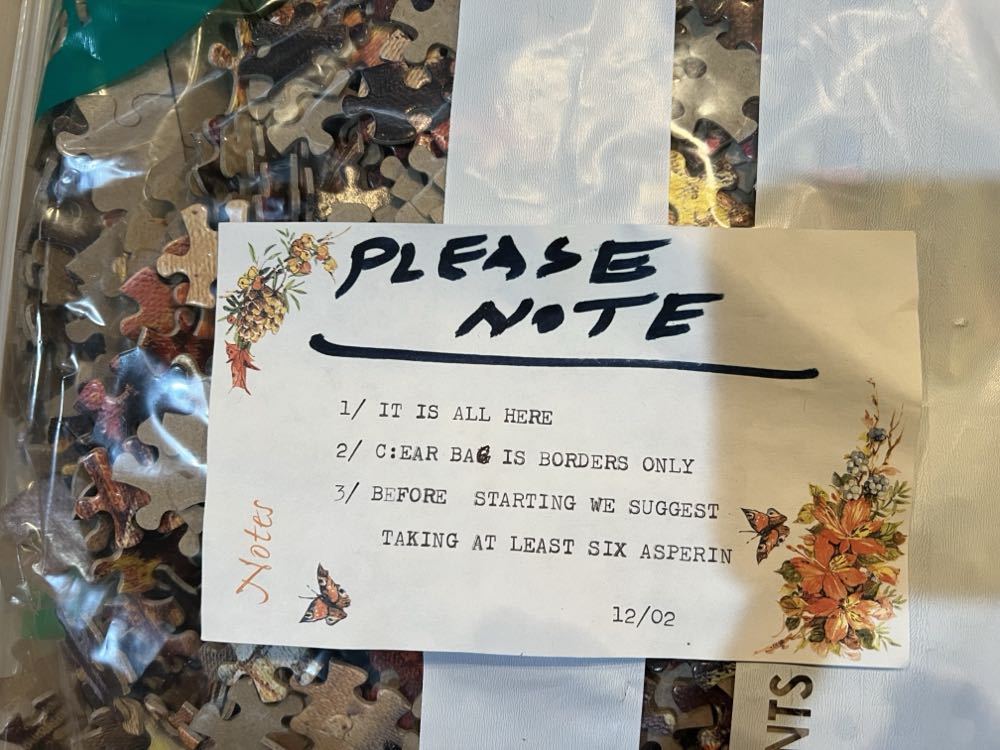 PLEASE
NOTE
1/ IT IS ALL HERE
2/ C:EAR BAG IS BORDERS ONLY
3/ BEFORE STARTING WE SUGGEST
TAKING AT LEAST SIX ASPERIN
12/02
Notes
NTS